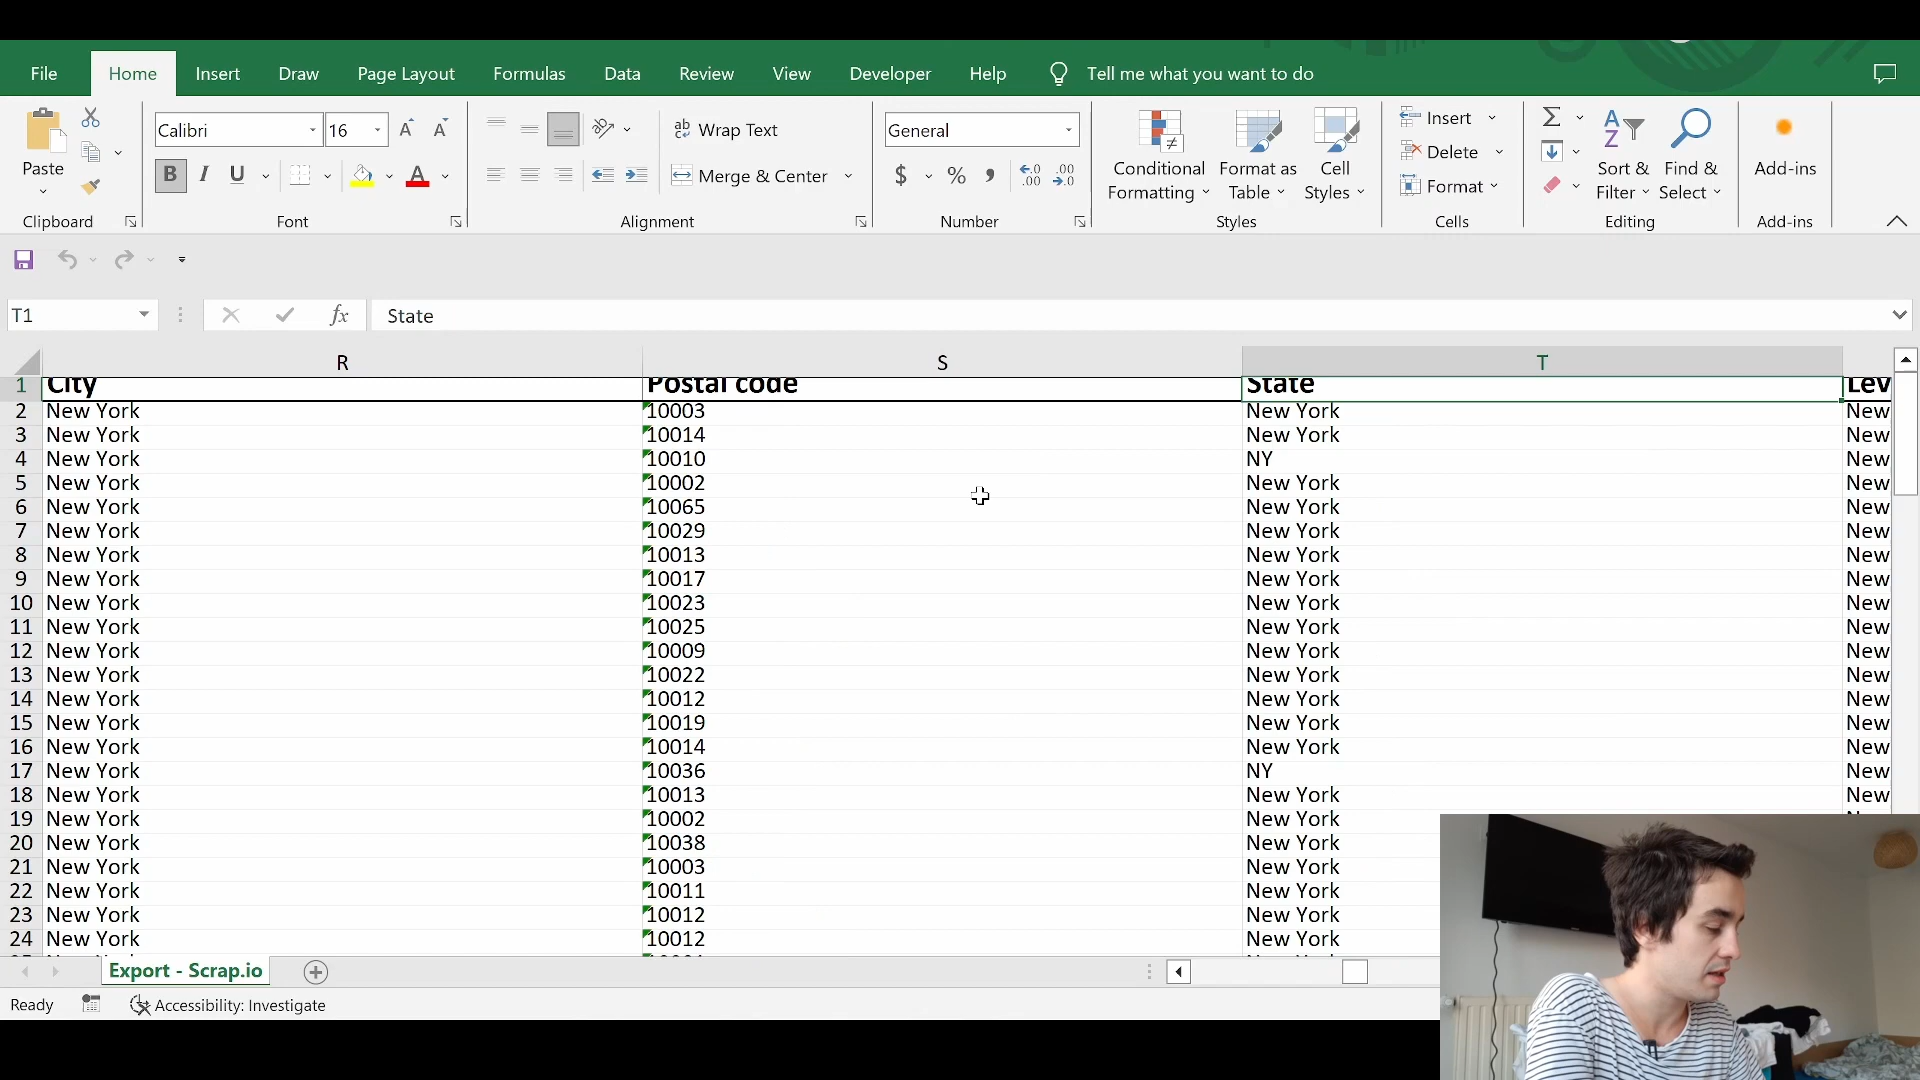 File Home Insert Draw Page Layout Formulas Data Review View Developer Help Tell me what you want to do
Paste
Clipboard
Calibri 16
B I U A
Font
Wrap Text
Merge & Center
Alignment
General
$ % ,
Number
Conditional Formatting
Format as Table
Cell Styles
Styles
Insert
Delete
Format
Cells
Sort & Filter
Find & Select
Editing
Add-ins
Add-ins
T1 fx State
R S T
1 City Postal code State Lev
2 New York 10003 New York New
3 New York 10014 New York New
4 New York 10010 NY New
5 New York 10002 New York New
6 New York 10065 New York New
7 New York 10029 New York New
8 New York 10013 New York New
9 New York 10017 New York New
10 New York 10023 New York New
11 New York 10025 New York New
12 New York 10009 New York New
13 New York 10022 New York New
14 New York 10012 New York New
15 New York 10019 New York New
16 New York 10014 New York New
17 New York 10036 NY New
18 New York 10013 New York New
19 New York 10002 New York
20 New York 10038 New York
21 New York 10003 New York
22 New York 10011 New York
23 New York 10012 New York
24 New York 10012 New York
Export - Scrap.io
Ready Accessibility: Investigate